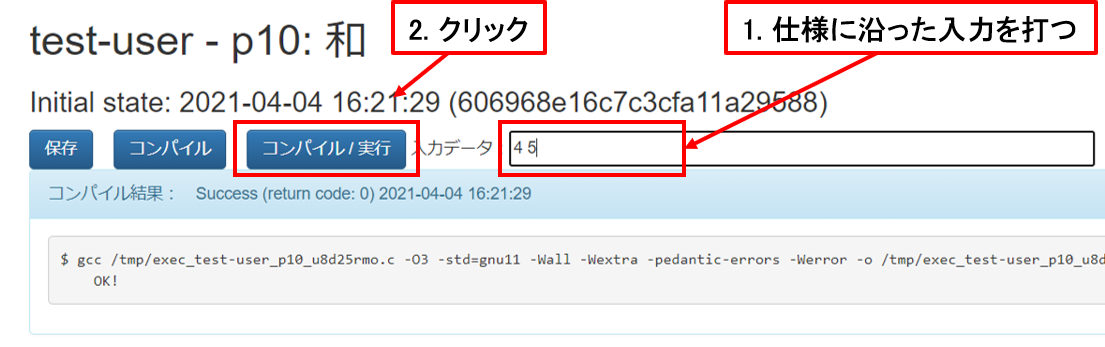 test-user - p10: 和
2. クリック
1. 仕様に沿った入力を打つ
Initial state: 2021-04-04 16:21:29 (606968e16c7c3cfa11a29588)
保存 コンパイル コンパイル / 実行 入力データ 4 5
コンパイル結果： Success (return code: 0) 2021-04-04 16:21:29
$ gcc /tmp/exec_test-user_p10_u8d25rmo.c -O3 -std=gnu11 -Wall -Wextra -pedantic-errors -Werror -o /tmp/exec_test-user_p10_u8d
OK!